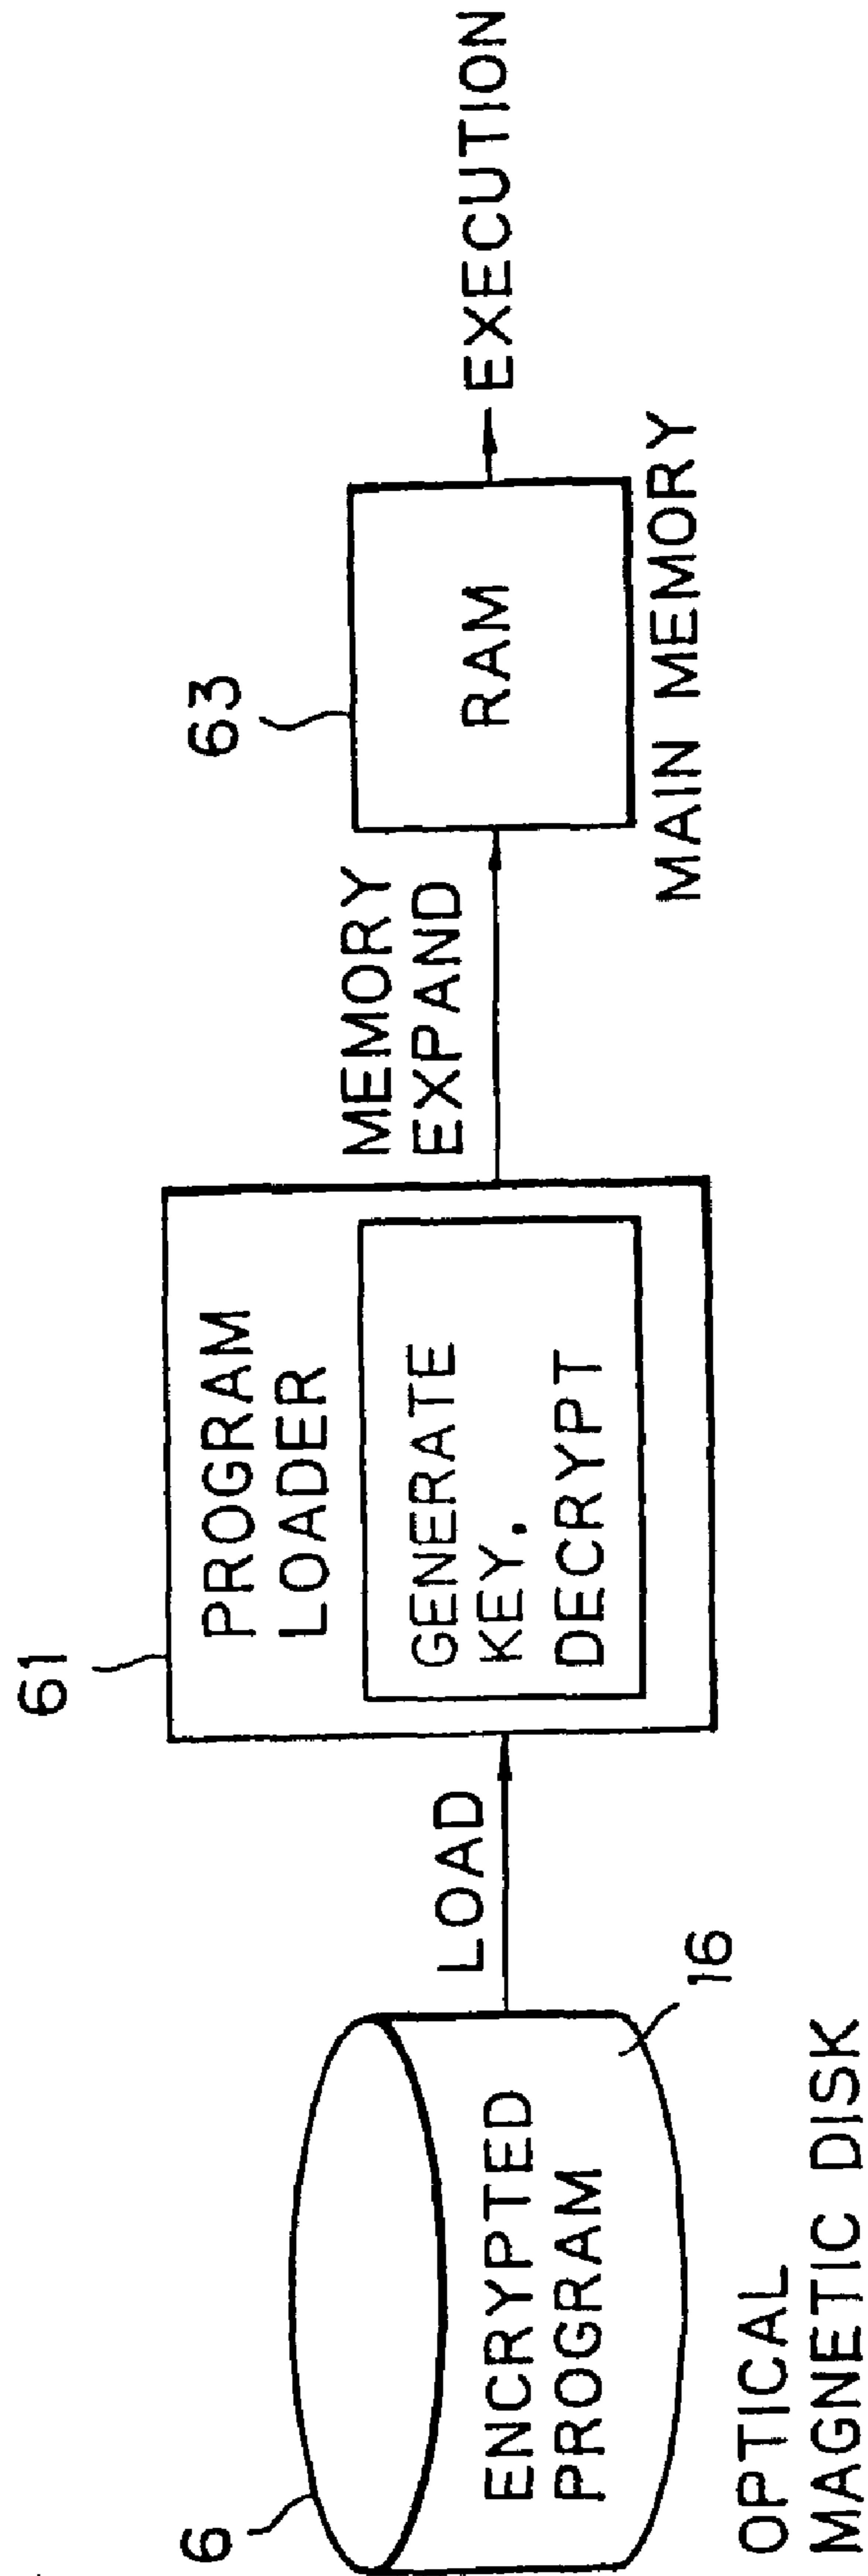 6
ENCRYPTED
PROGRAM
16
OPTICAL
MAGNETIC DISK
LOAD
61
PROGRAM
LOADER
GENERATE
KEY.
DECRYPT
MEMORY
EXPAND
63
RAM
MAIN MEMORY
EXECUTION